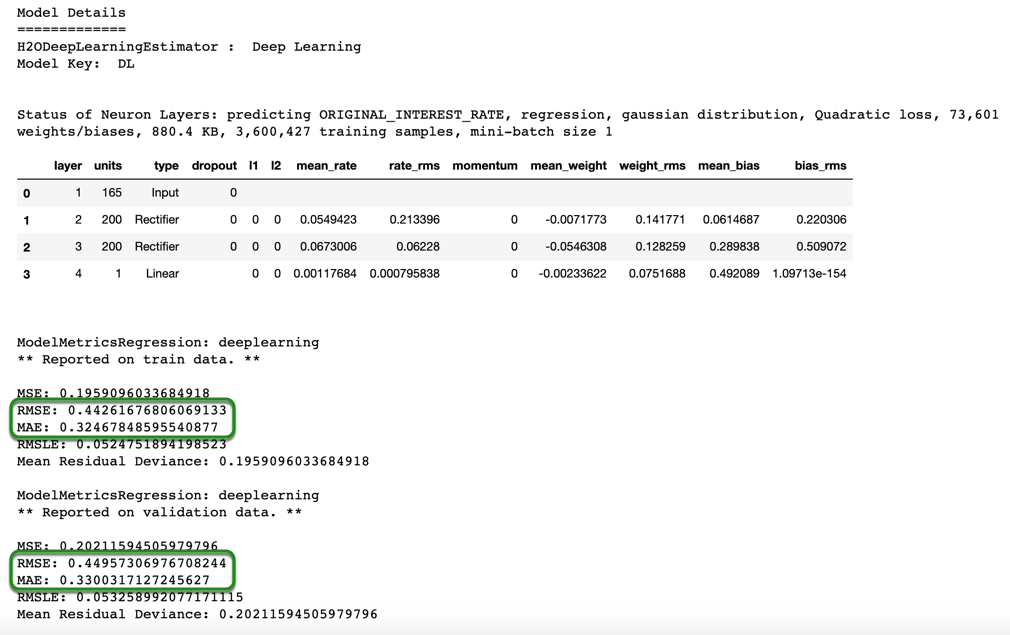 Model Details
=============
H2ODeepLearningEstimator :  Deep Learning
Model Key:  DL
Status of Neuron Layers: predicting ORIGINAL_INTEREST_RATE, regression, gaussian distribution, Quadratic loss, 73,601
weights/biases, 880.4 KB, 3,600,427 training samples, mini-batch size 1
layer units type dropout l1 l2 mean_rate rate_rms momentum mean_weight weight_rms mean_bias bias_rms
0 1 165 Input 0
1 2 200 Rectifier 0 0 0 0.0549423 0.213396 0 -0.0071773 0.141771 0.0614687 0.220306
2 3 200 Rectifier 0 0 0 0.0673006 0.06228 0 -0.0546308 0.128259 0.289838 0.509072
3 4 1 Linear 0 0 0.00117684 0.000795838 0 -0.00233622 0.0751688 0.492089 1.09713e-154
ModelMetricsRegression: deeplearning
** Reported on train data. **
MSE: 0.1959096033684918
RMSE: 0.44261676806069133
MAE: 0.32467848595540877
RMSLE: 0.0524751894198523
Mean Residual Deviance: 0.1959096033684918
ModelMetricsRegression: deeplearning
** Reported on validation data. **
MSE: 0.20211594505979796
RMSE: 0.44957306976708244
MAE: 0.3300317127245627
RMSLE: 0.053258992077171115
Mean Residual Deviance: 0.20211594505979796